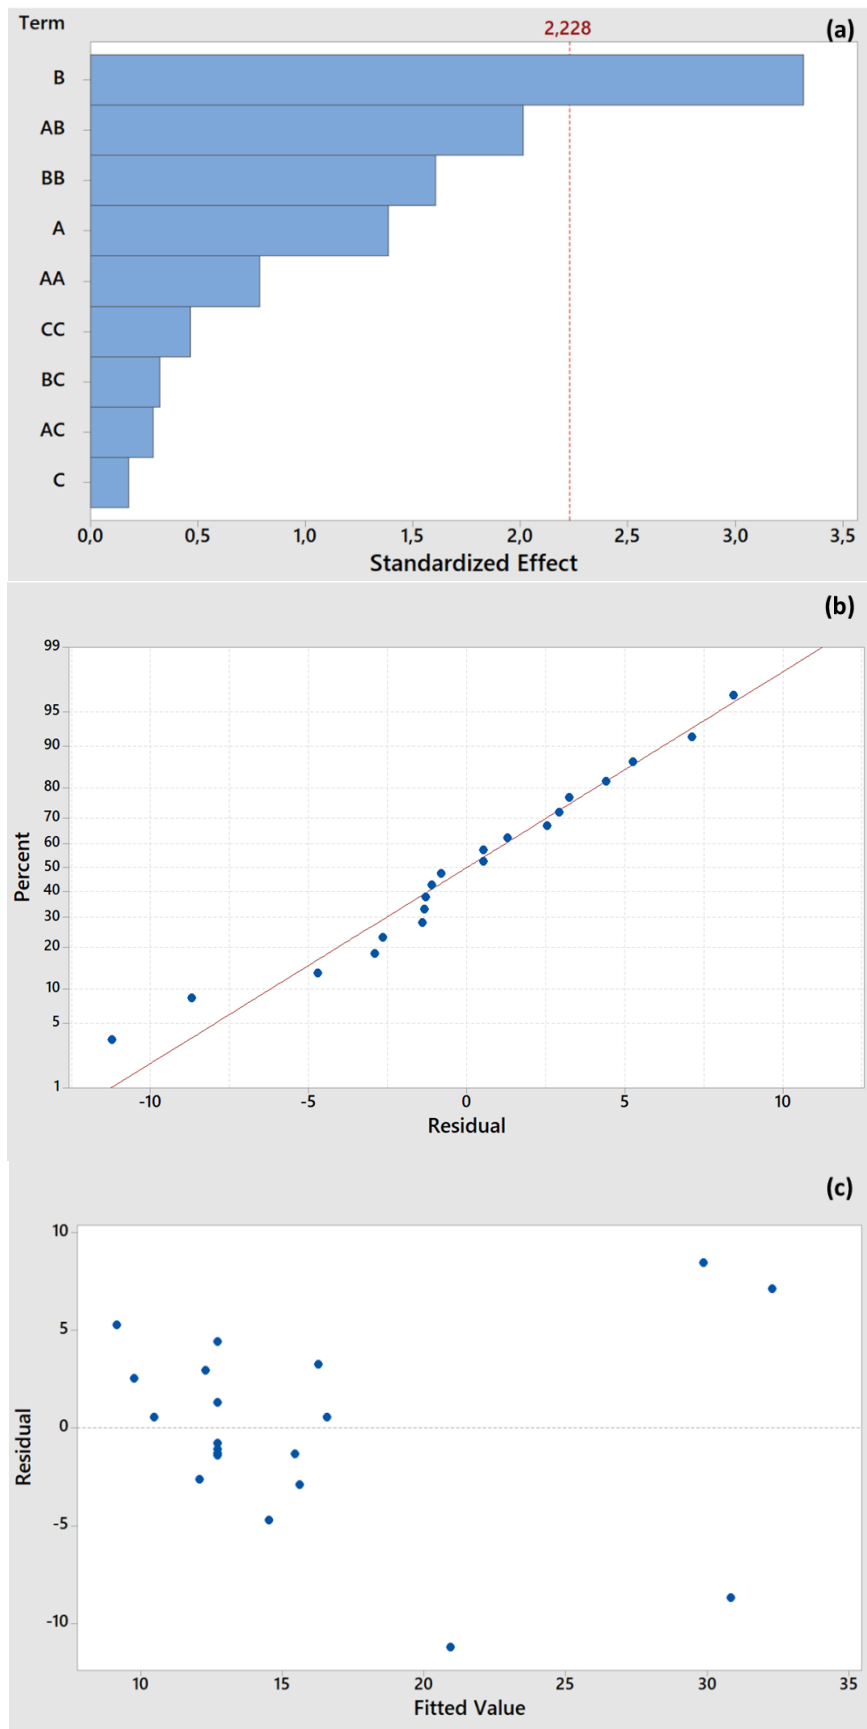 Term
2,228
(a)
B
AB
BB
A
AA
CC
BC
AC
C
0,0 0,5 1,0 1,5 2,0 2,5 3,0 3,5
Standardized Effect
(b)
99
95
90
80
70
60
50
40
30
20
10
5
1
Percent
-10 -5 0 5 10
Residual
(c)
10
5
0
-5
-10
Residual
10 15 20 25 30 35
Fitted Value